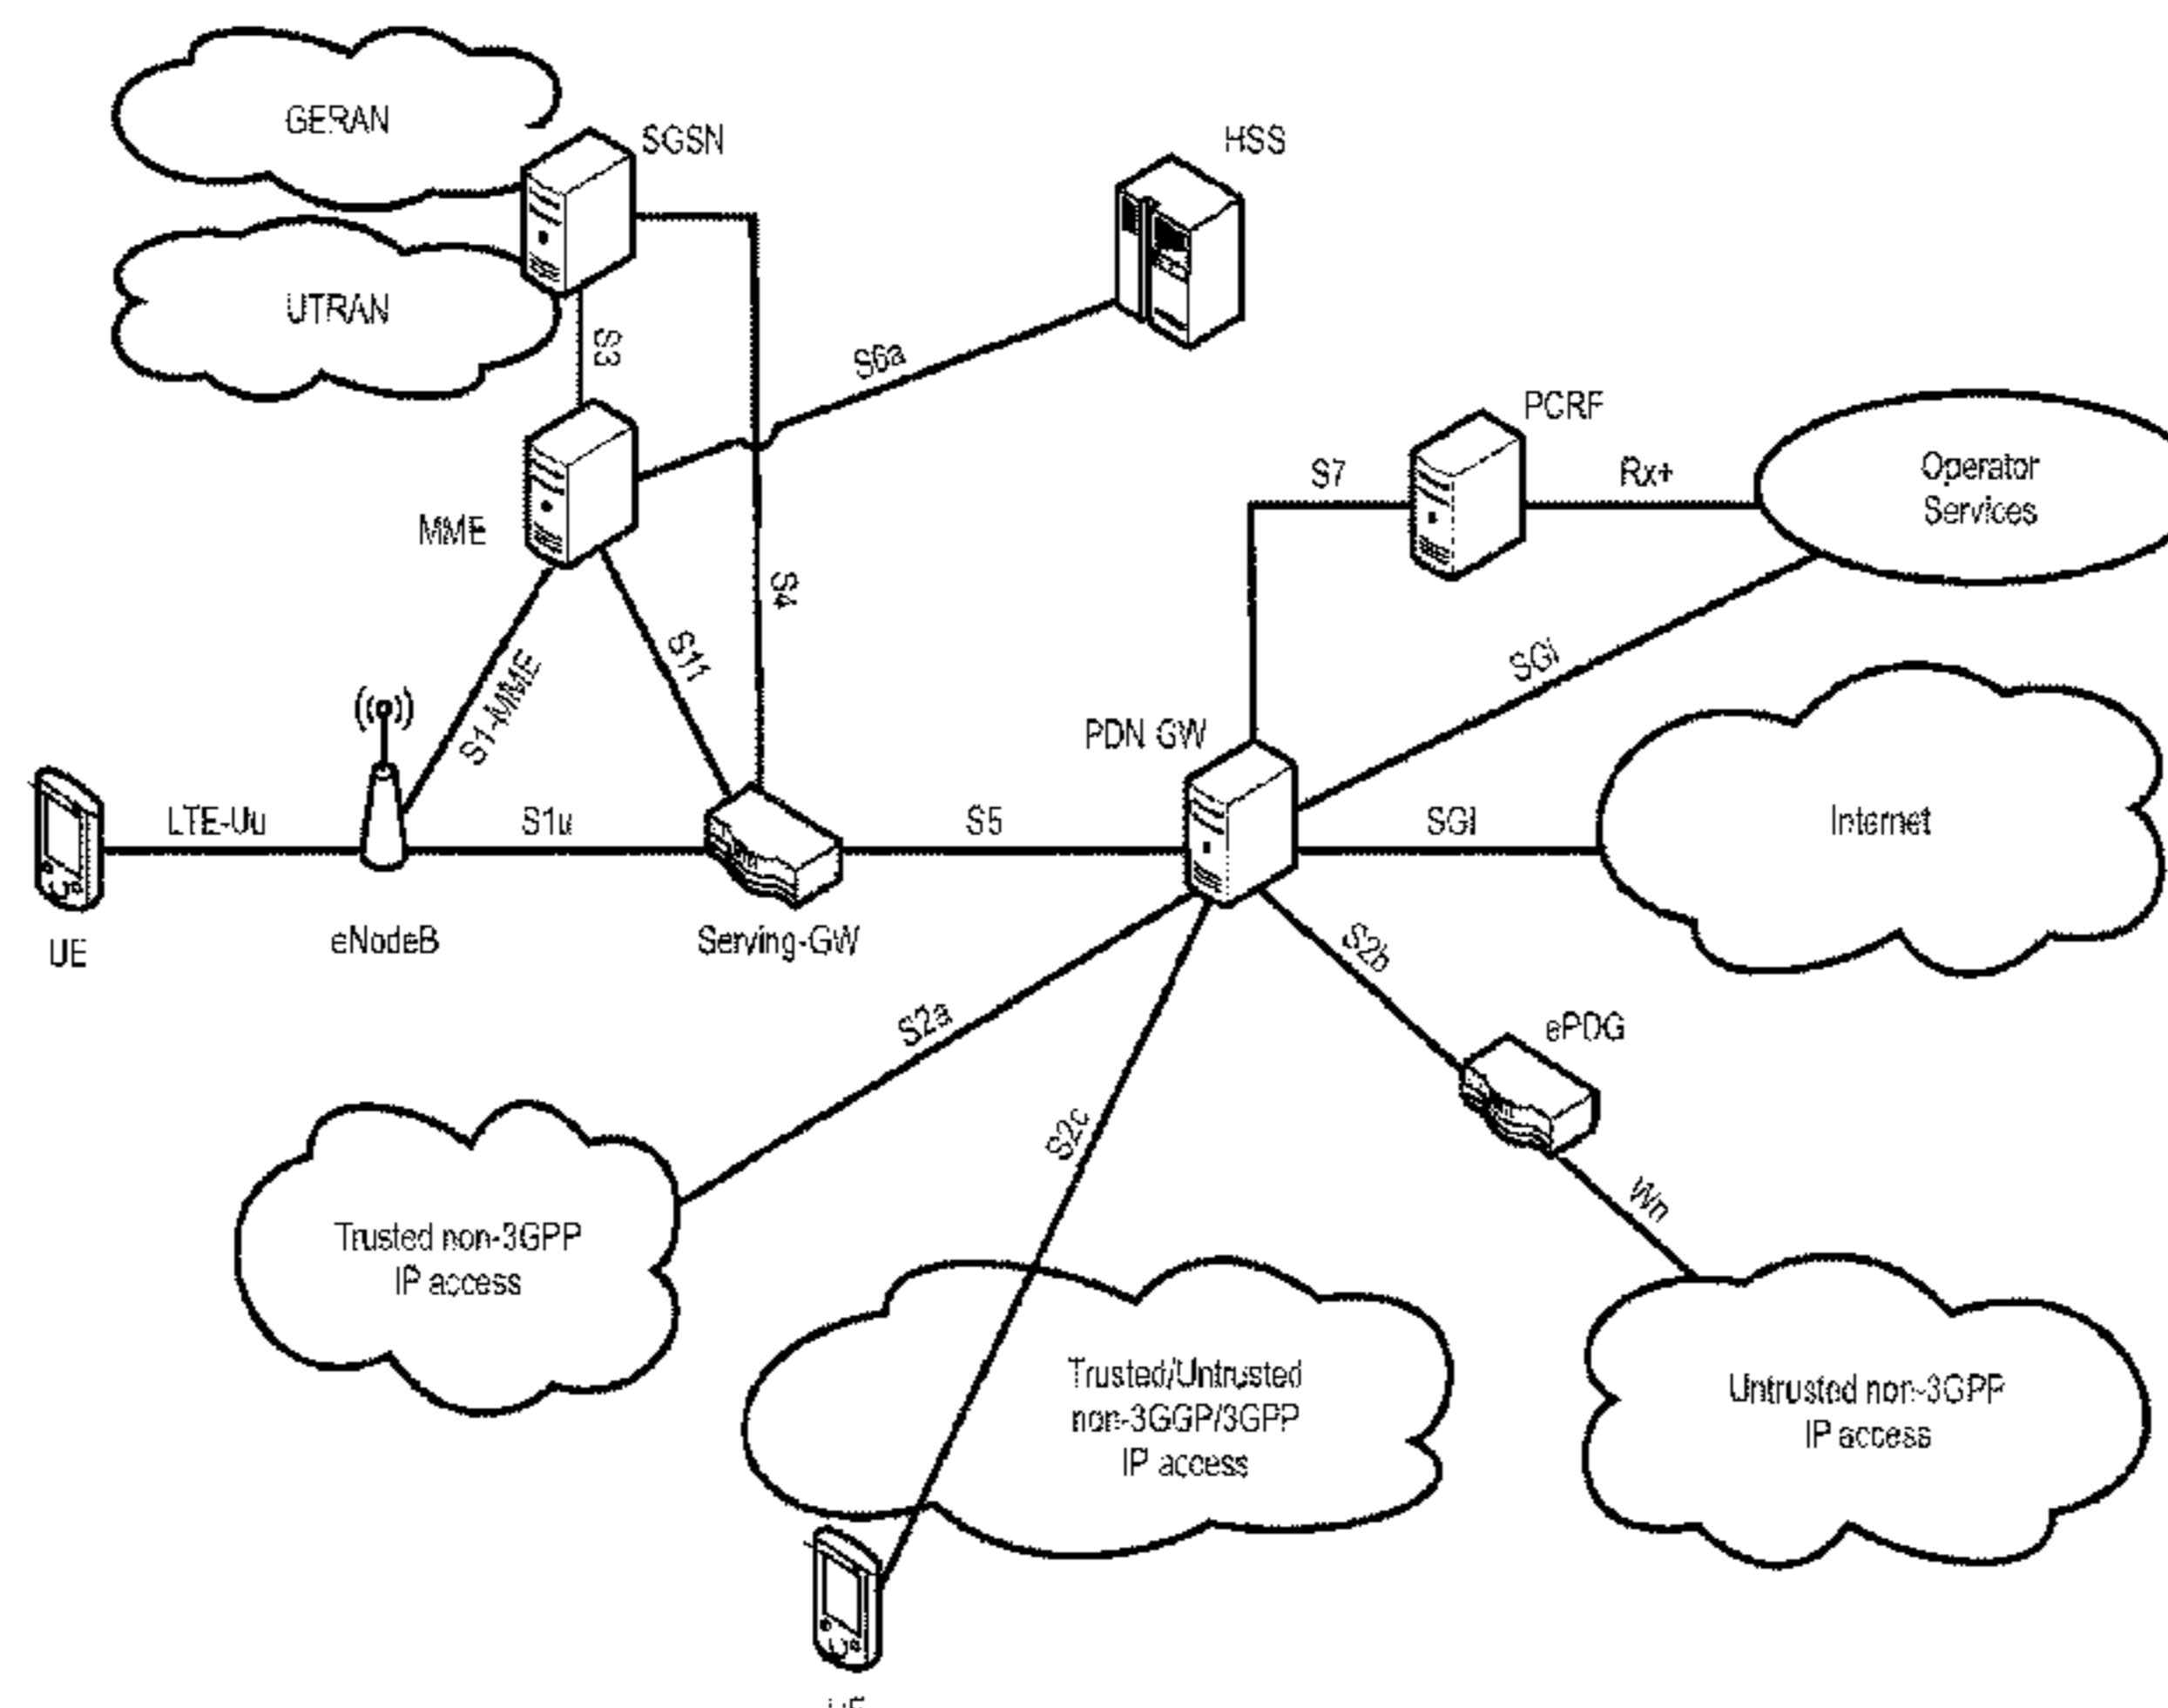 GERAN
SGSN
HSS
UTRAN
S3
S6a
PCRF
S7
Rx+
Operator
Services
MME
S4
S11
S1-MME
SGi
PDN GW
LTE-Uu
S1u
S5
SGi
Internet
UE
eNodeB
Serving-GW
S2b
S2a
ePDG
S2c
Wn
Trusted non-3GPP
IP access
Trusted/Untrusted
non-3GGP/3GPP
IP access
Untrusted non-3GPP
IP access